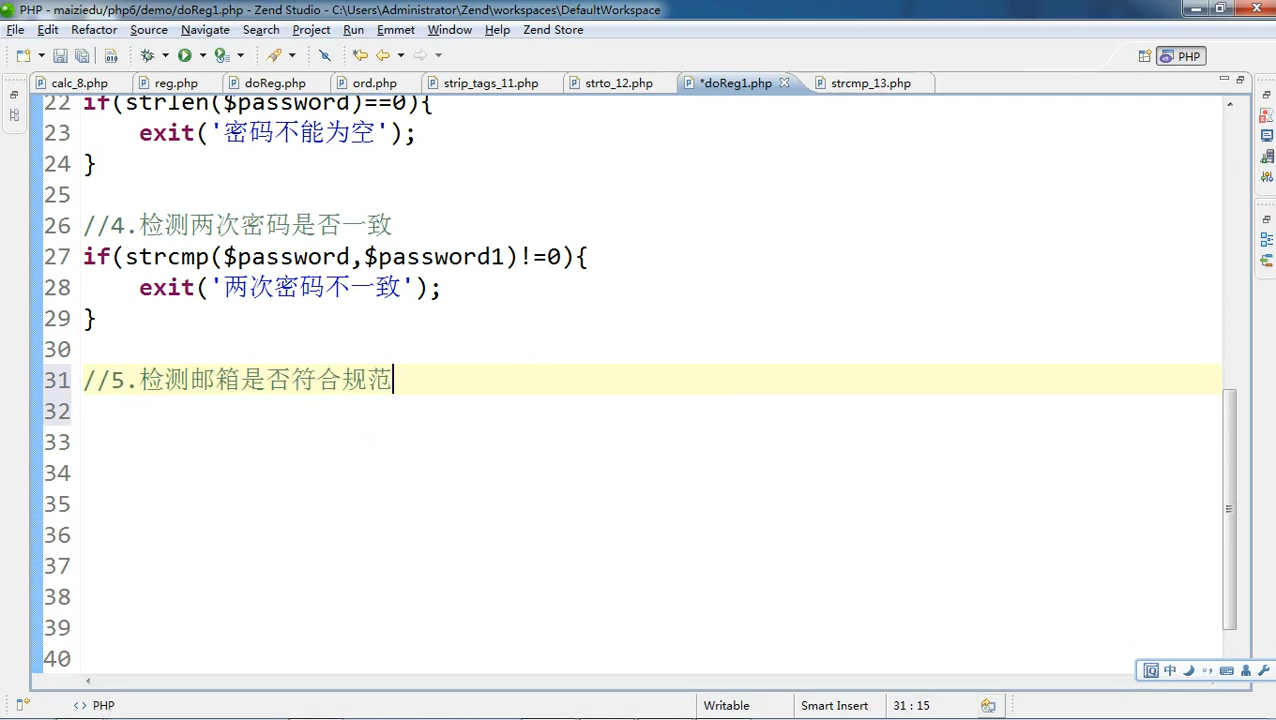 PHP - maiziedu/php6/demo/doReg1.php - Zend Studio - C:\Users\Administrator\Zend\workspaces\DefaultWorkspace
File Edit Refactor Source Navigate Search Project Run Emmet Window Help Zend Store
PHP
calc_8.php reg.php doReg.php ord.php strip_tags_11.php strto_12.php *doReg1.php strcmp_13.php
22 if(strlen($password)==0){
23 exit('密码不能为空');
24 }
25
26 //4.检测两次密码是否一致
27 if(strcmp($password,$password1)!=0){
28 exit('两次密码不一致');
29 }
30
31 //5.检测邮箱是否符合规范
32
33
34
35
36
37
38
39
40
中
<> PHP Writable Smart Insert 31 : 15